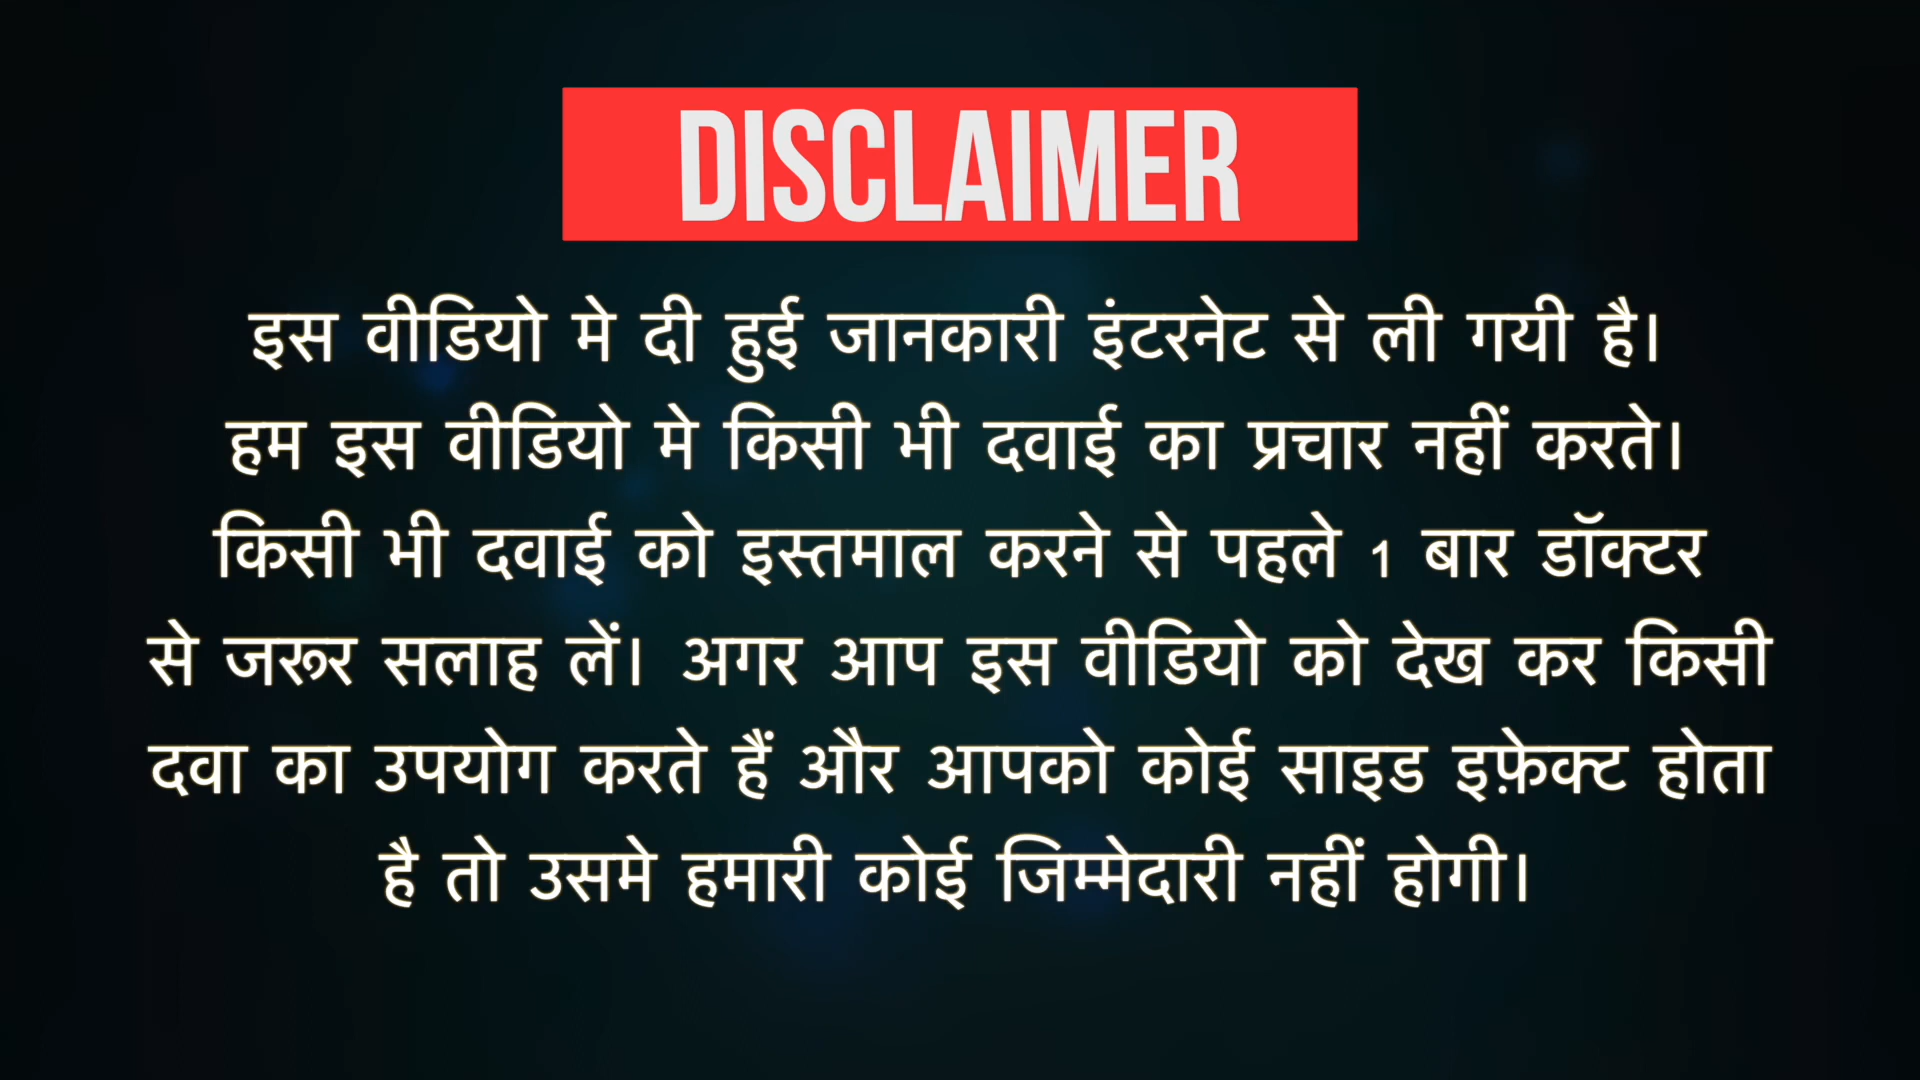 DISCLAIMER
इस वीडियो मे दी हुई जानकारी इंटरनेट से ली गयी है।
हम इस वीडियो मे किसी भी दवाई का प्रचार नहीं करते।
किसी भी दवाई को इस्तमाल करने से पहले 1 बार डॉक्टर
से जरूर सलाह लें। अगर आप इस वीडियो को देख कर किसी
दवा का उपयोग करते हैं और आपको कोई साइड इफ़ेक्ट होता
है तो उसमे हमारी कोई जिम्मेदारी नहीं होगी।